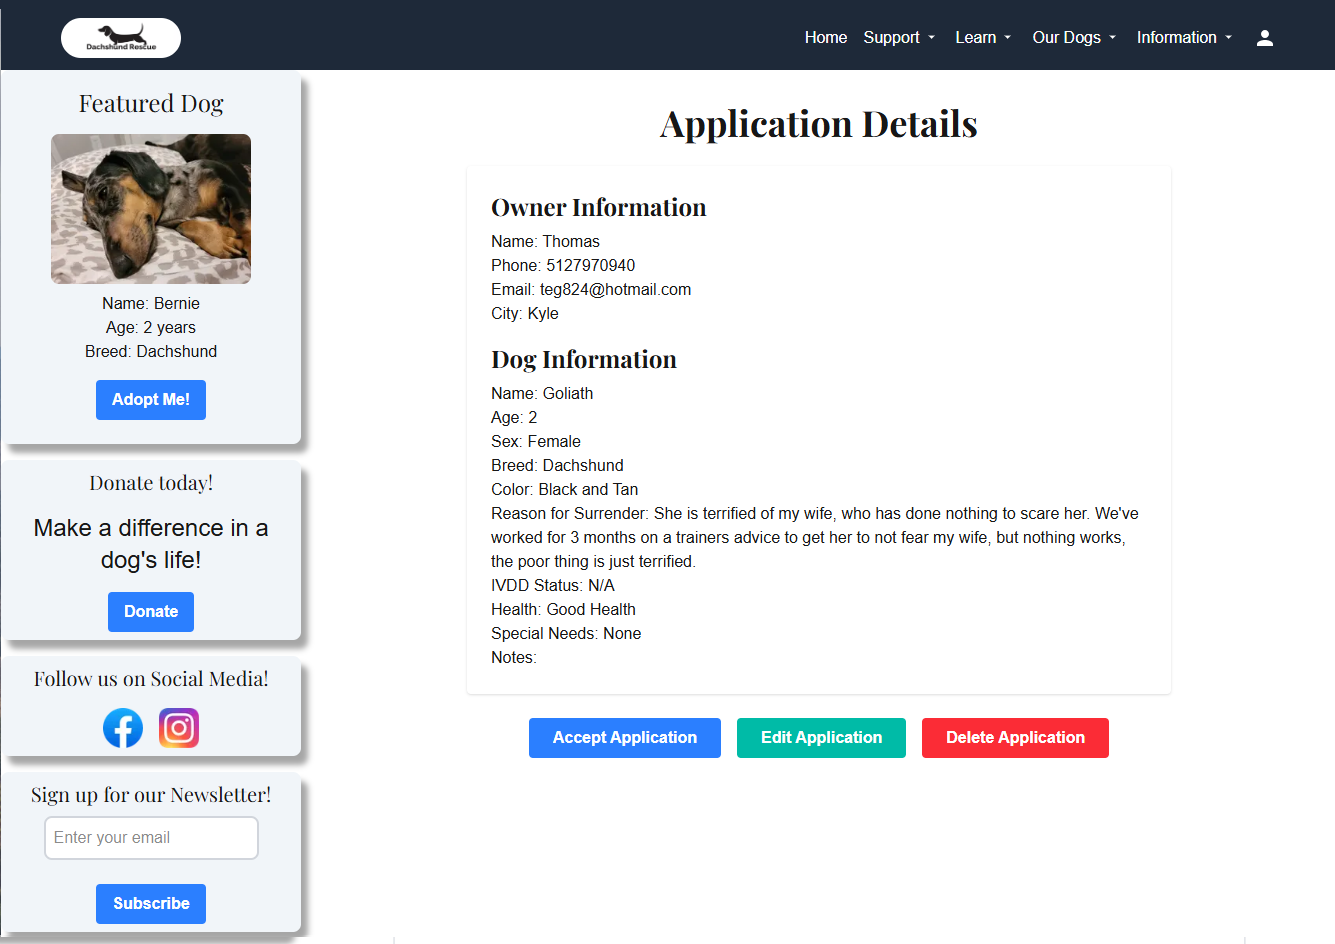 Dachshund Rescue
Home Support Learn Our Dogs Information
Featured Dog
Name: Bernie
Age: 2 years
Breed: Dachshund
Adopt Me!
Donate today!
Make a difference in a
dog's life!
Donate
Follow us on Social Media!
Sign up for our Newsletter!
Enter your email
Subscribe
Application Details
Owner Information
Name: Thomas
Phone: 5127970940
Email: teg824@hotmail.com
City: Kyle
Dog Information
Name: Goliath
Age: 2
Sex: Female
Breed: Dachshund
Color: Black and Tan
Reason for Surrender: She is terrified of my wife, who has done nothing to scare her. We've
worked for 3 months on a trainers advice to get her to not fear my wife, but nothing works,
the poor thing is just terrified.
IVDD Status: N/A
Health: Good Health
Special Needs: None
Notes:
Accept Application
Edit Application
Delete Application